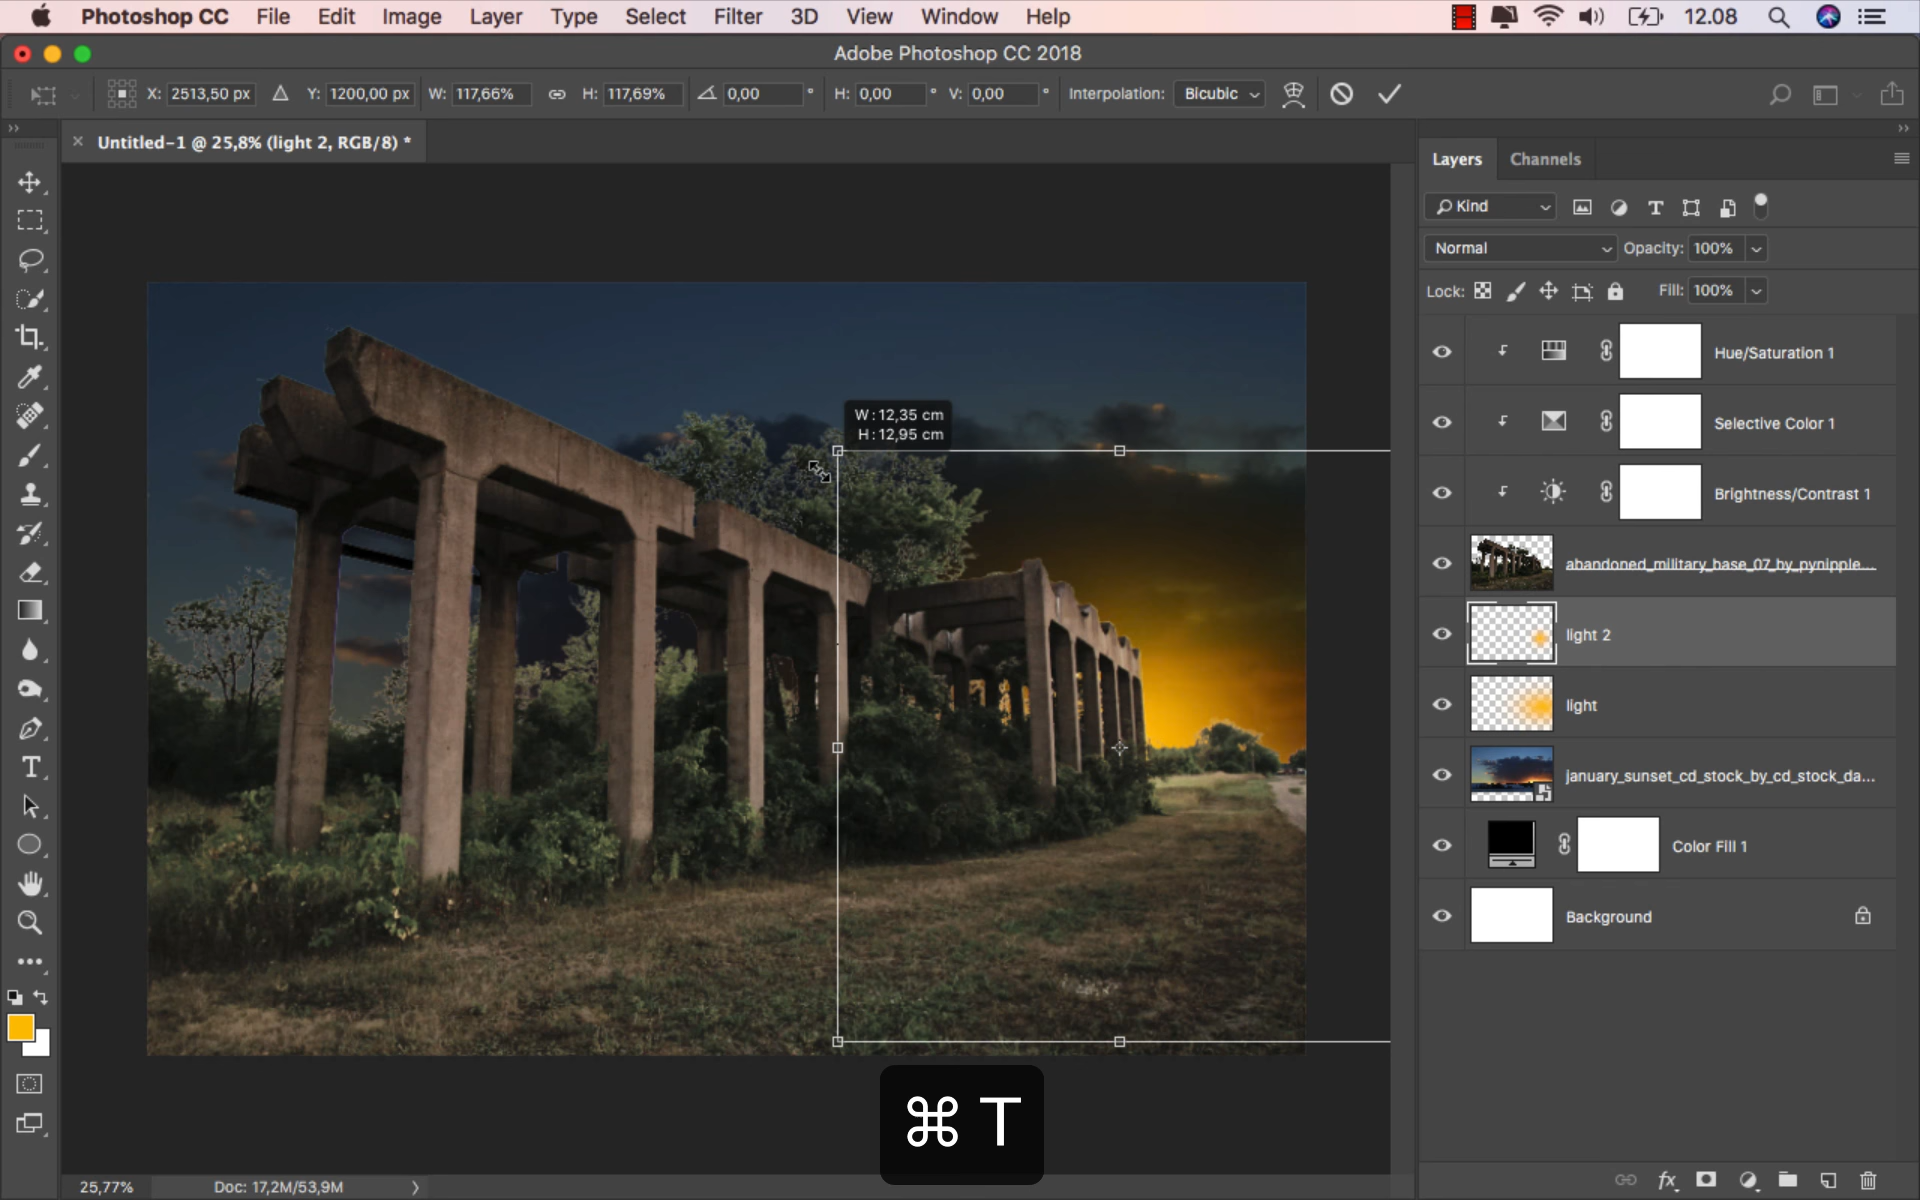 Photoshop CC File Edit Image Layer Type Select Filter 3D View Window Help 12.08
Adobe Photoshop CC 2018
X: 2513,50 px Y: 1200,00 px W: 117,66% H: 117,69% 0,00 ° H: 0,00 ° V: 0,00 ° Interpolation: Bicubic
× Untitled-1 @ 25,8% (light 2, RGB/8) *
Layers Channels
Kind
Normal Opacity: 100%
Lock: Fill: 100%
Hue/Saturation 1
Selective Color 1
Brightness/Contrast 1
abandoned_military_base_07_by_pynipple...
light 2
light
january_sunset_cd_stock_by_cd_stock_da...
Color Fill 1
Background
W: 12,35 cm
H: 12,95 cm
⌘ T
25,77% Doc: 17,2M/53,9M
fx